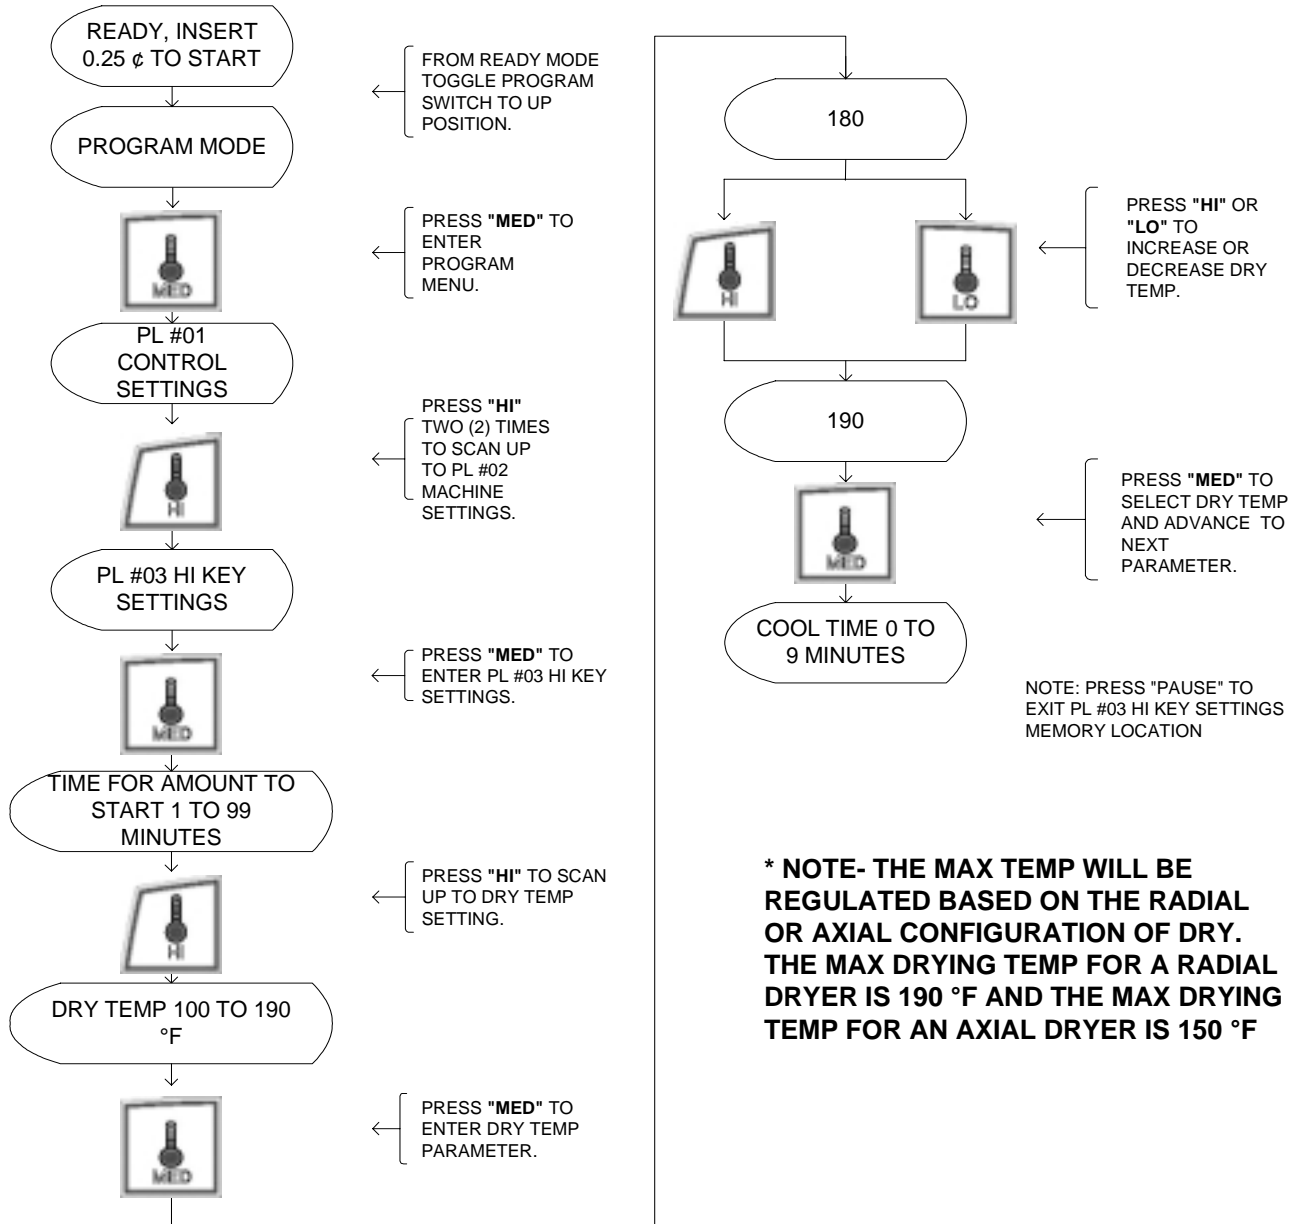 READY, INSERT
0.25 ¢ TO START
FROM READY MODE
TOGGLE PROGRAM
SWITCH TO UP
POSITION.
PROGRAM MODE
MED
PRESS "MED" TO
ENTER
PROGRAM
MENU.
PL #01
CONTROL
SETTINGS
HI
PRESS "HI"
TWO (2) TIMES
TO SCAN UP
TO PL #02
MACHINE
SETTINGS.
PL #03 HI KEY
SETTINGS
MED
PRESS "MED" TO
ENTER PL #03 HI KEY
SETTINGS.
TIME FOR AMOUNT TO
START 1 TO 99
MINUTES
HI
PRESS "HI" TO SCAN
UP TO DRY TEMP
SETTING.
DRY TEMP 100 TO 190
°F
MED
PRESS "MED" TO
ENTER DRY TEMP
PARAMETER.
180
HI
LO
PRESS "HI" OR
"LO" TO
INCREASE OR
DECREASE DRY
TEMP.
190
MED
PRESS "MED" TO
SELECT DRY TEMP
AND ADVANCE TO
NEXT
PARAMETER.
COOL TIME 0 TO
9 MINUTES
NOTE: PRESS "PAUSE" TO
EXIT PL #03 HI KEY SETTINGS
MEMORY LOCATION
* NOTE- THE MAX TEMP WILL BE
REGULATED BASED ON THE RADIAL
OR AXIAL CONFIGURATION OF DRY.
THE MAX DRYING TEMP FOR A RADIAL
DRYER IS 190 °F AND THE MAX DRYING
TEMP FOR AN AXIAL DRYER IS 150 °F